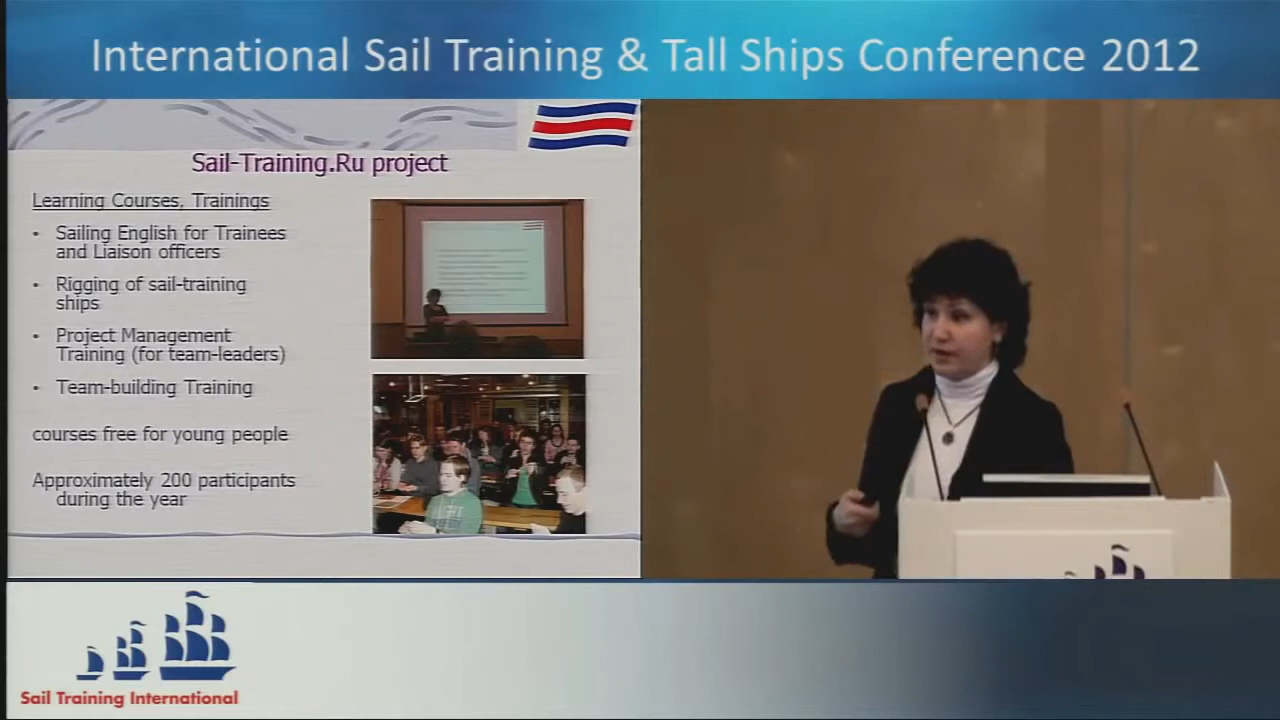 International Sail Training & Tall Ships Conference 2012
Sail-Training.Ru project
Learning Courses, Trainings
• Sailing English for Trainees
and Liaison officers
• Rigging of sail-training
ships
• Project Management
Training (for team-leaders)
• Team-building Training
courses free for young people
Approximately 200 participants
during the year
Sail Training International